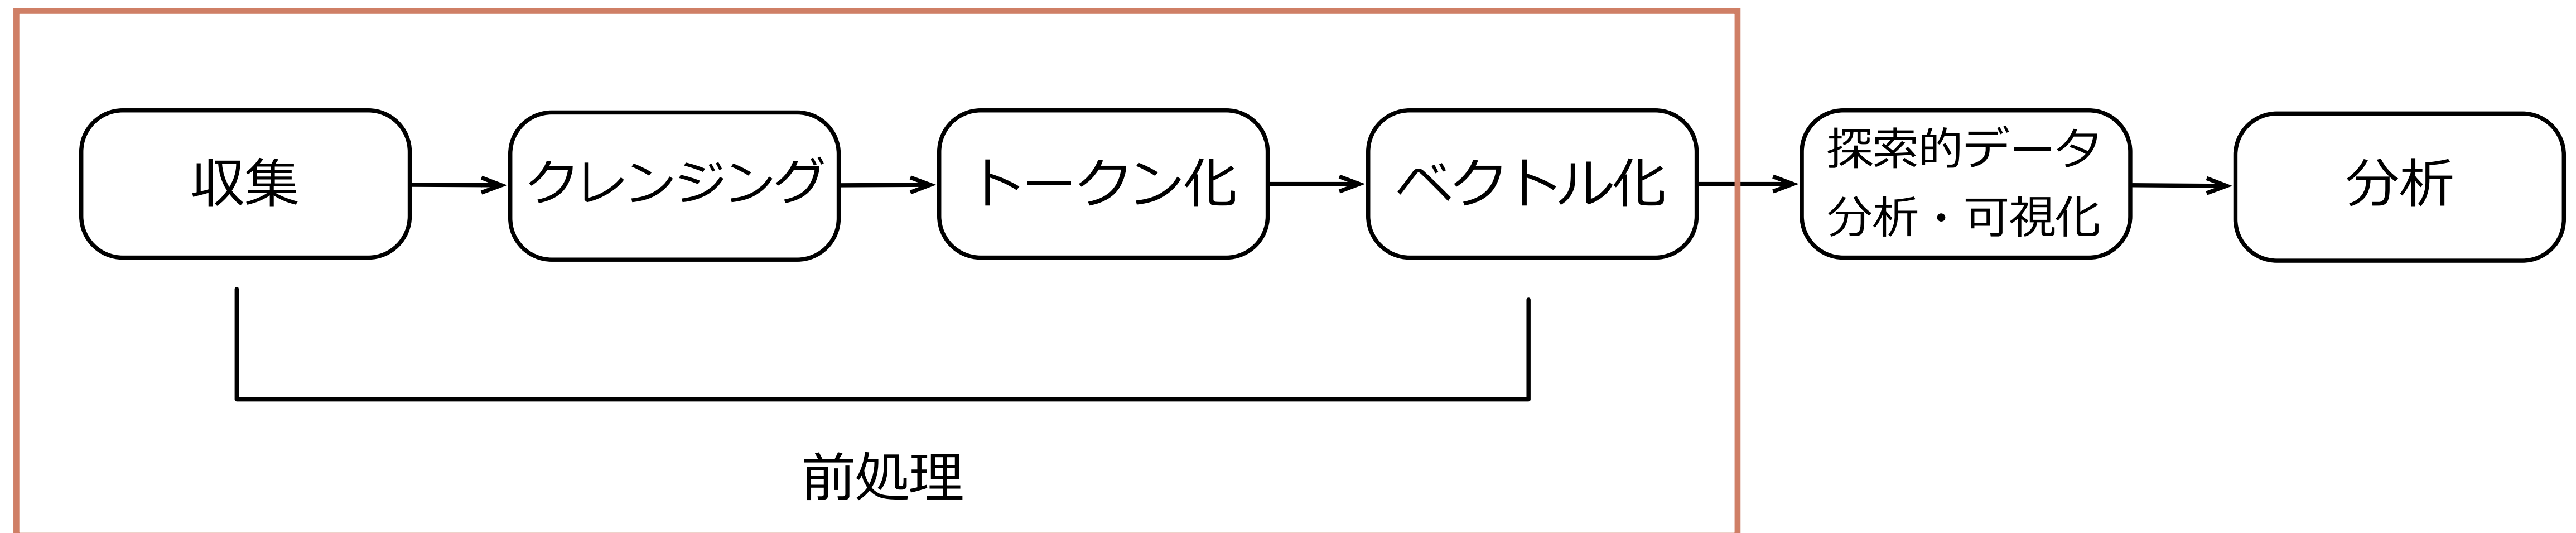 収集
クレンジング
トークン化
ベクトル化
探索的データ
分析・可視化
分析
前処理